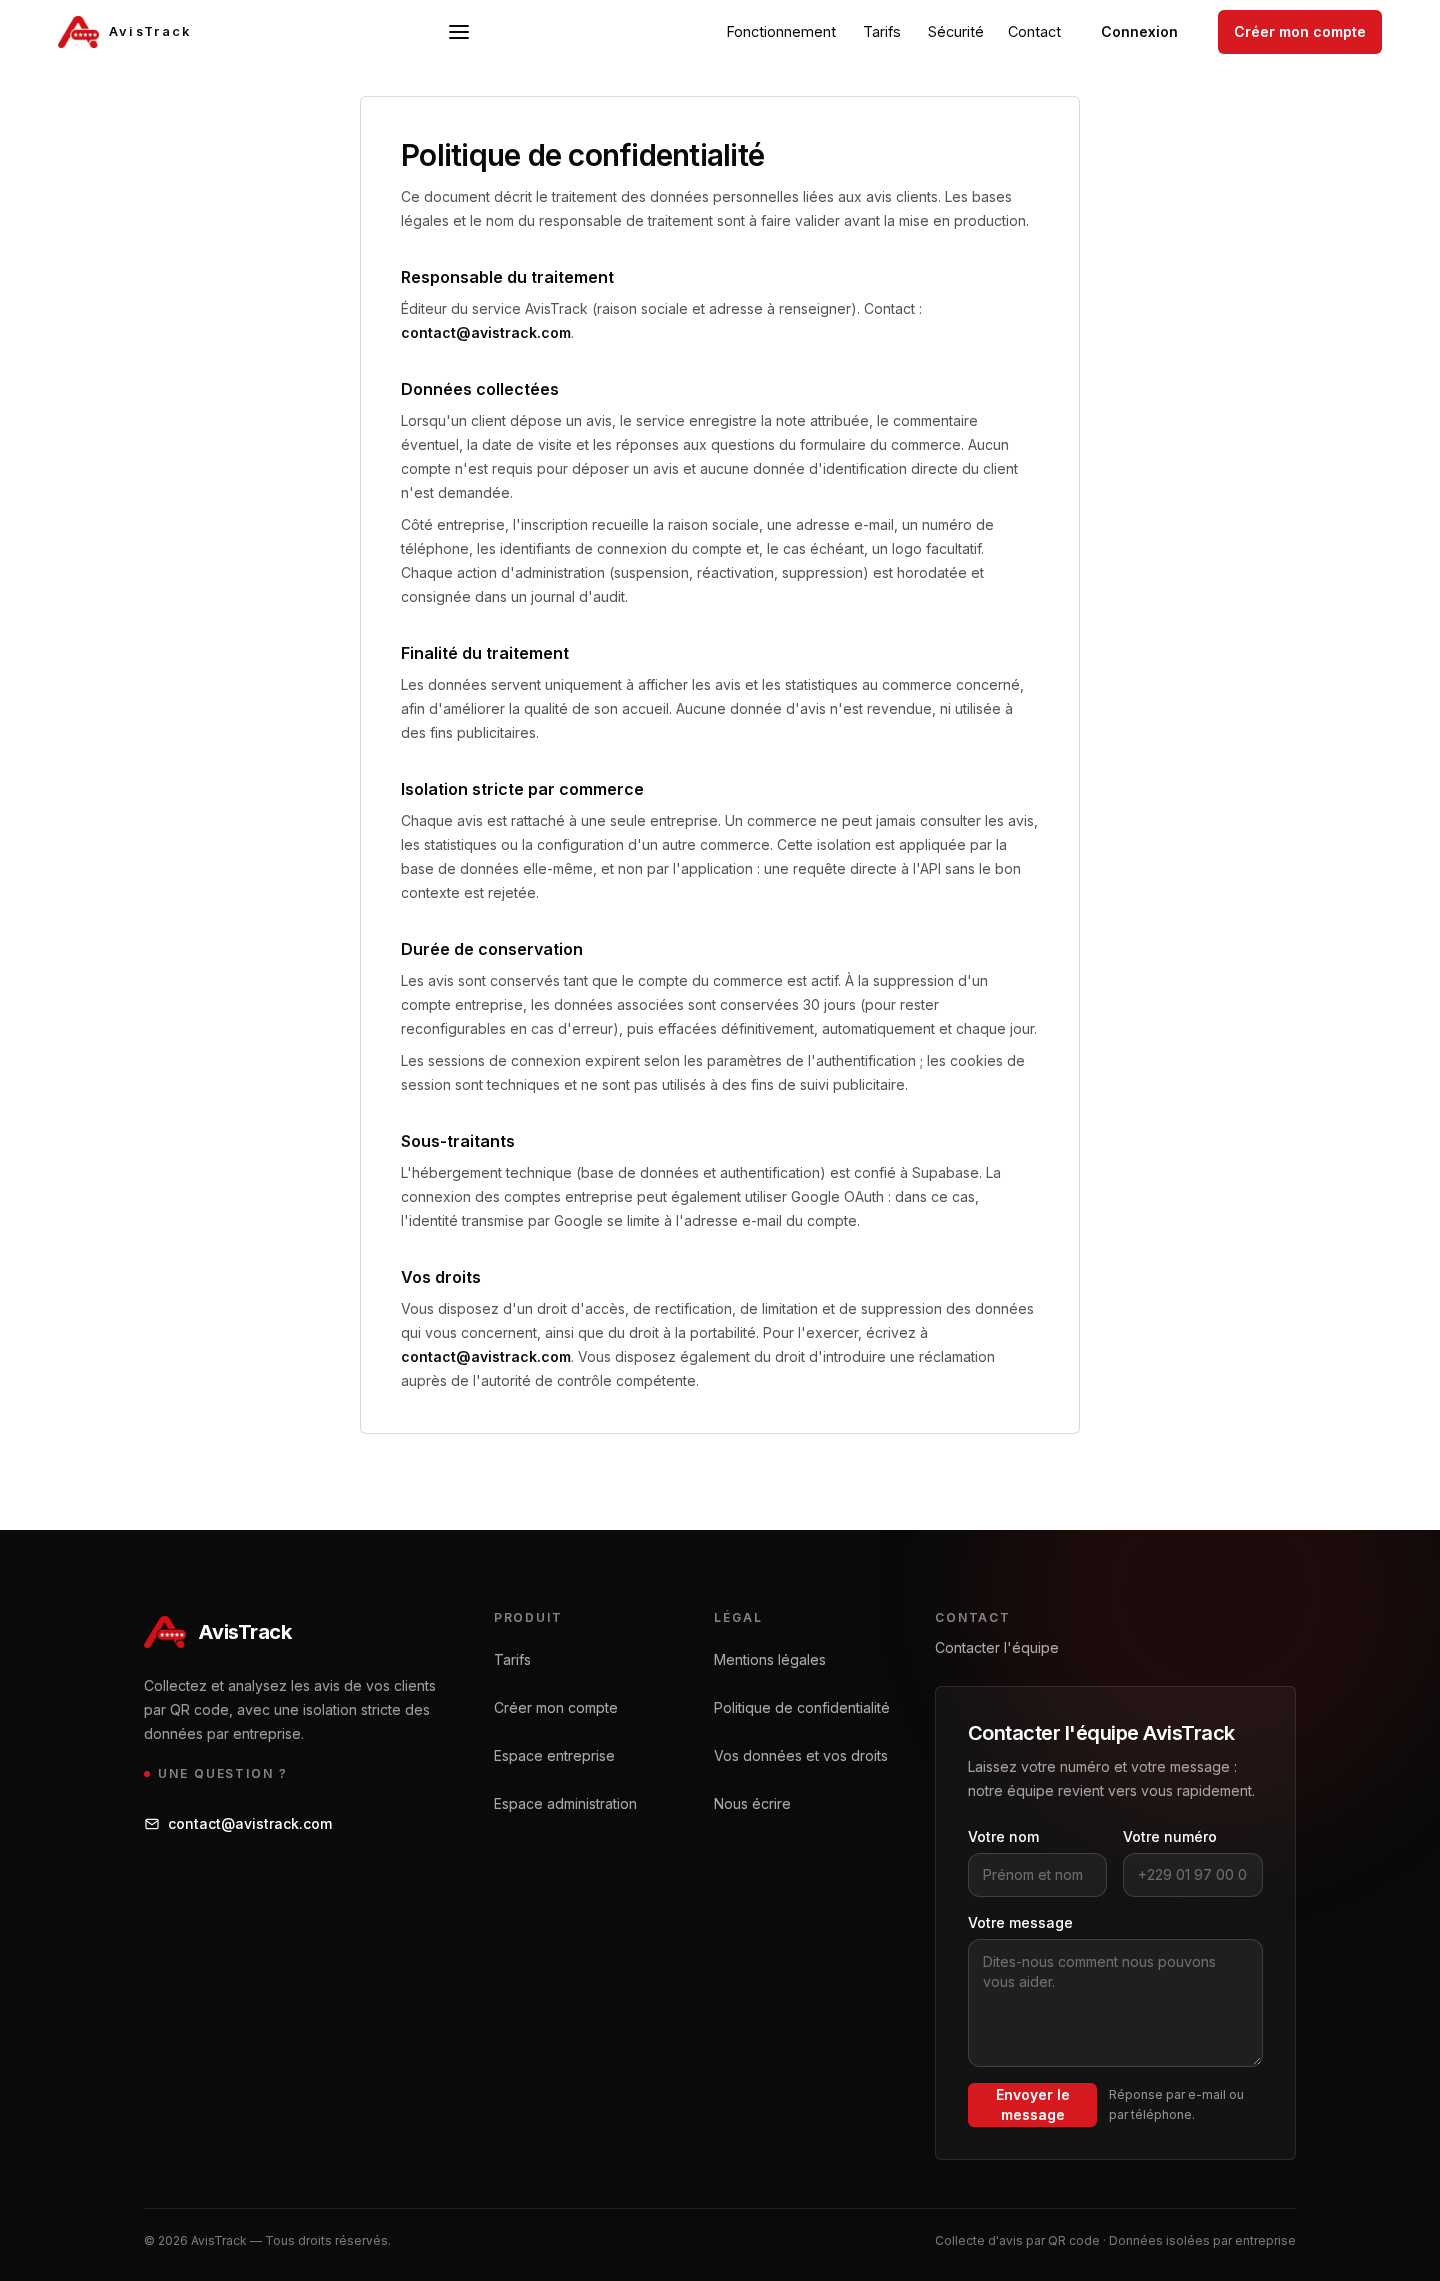 AvisTrack
Fonctionnement
Tarifs
Sécurité
Contact
Connexion
Créer mon compte
Politique de confidentialité
Ce document décrit le traitement des données personnelles liées aux avis clients. Les bases
légales et le nom du responsable de traitement sont à faire valider avant la mise en production.
Responsable du traitement
Éditeur du service AvisTrack (raison sociale et adresse à renseigner). Contact :
contact@avistrack.com.
Données collectées
Lorsqu'un client dépose un avis, le service enregistre la note attribuée, le commentaire
éventuel, la date de visite et les réponses aux questions du formulaire du commerce. Aucun
compte n'est requis pour déposer un avis et aucune donnée d'identification directe du client
n'est demandée.
Côté entreprise, l'inscription recueille la raison sociale, une adresse e-mail, un numéro de
téléphone, les identifiants de connexion du compte et, le cas échéant, un logo facultatif.
Chaque action d'administration (suspension, réactivation, suppression) est horodatée et
consignée dans un journal d'audit.
Finalité du traitement
Les données servent uniquement à afficher les avis et les statistiques au commerce concerné,
afin d'améliorer la qualité de son accueil. Aucune donnée d'avis n'est revendue, ni utilisée à
des fins publicitaires.
Isolation stricte par commerce
Chaque avis est rattaché à une seule entreprise. Un commerce ne peut jamais consulter les avis,
les statistiques ou la configuration d'un autre commerce. Cette isolation est appliquée par la
base de données elle-même, et non par l'application : une requête directe à l'API sans le bon
contexte est rejetée.
Durée de conservation
Les avis sont conservés tant que le compte du commerce est actif. À la suppression d'un
compte entreprise, les données associées sont conservées 30 jours (pour rester
reconfigurables en cas d'erreur), puis effacées définitivement, automatiquement et chaque jour.
Les sessions de connexion expirent selon les paramètres de l'authentification ; les cookies de
session sont techniques et ne sont pas utilisés à des fins de suivi publicitaire.
Sous-traitants
L'hébergement technique (base de données et authentification) est confié à Supabase. La
connexion des comptes entreprise peut également utiliser Google OAuth : dans ce cas,
l'identité transmise par Google se limite à l'adresse e-mail du compte.
Vos droits
Vous disposez d'un droit d'accès, de rectification, de limitation et de suppression des données
qui vous concernent, ainsi que du droit à la portabilité. Pour l'exercer, écrivez à
contact@avistrack.com. Vous disposez également du droit d'introduire une réclamation
auprès de l'autorité de contrôle compétente.
AvisTrack
Collectez et analysez les avis de vos clients
par QR code, avec une isolation stricte des
données par entreprise.
UNE QUESTION ?
contact@avistrack.com
PRODUIT
Tarifs
Créer mon compte
Espace entreprise
Espace administration
LÉGAL
Mentions légales
Politique de confidentialité
Vos données et vos droits
Nous écrire
CONTACT
Contacter l'équipe
Contacter l'équipe AvisTrack
Laissez votre numéro et votre message :
notre équipe revient vers vous rapidement.
Votre nom
Votre numéro
Prénom et nom
+229 01 97 00 0
Votre message
Dites-nous comment nous pouvons
vous aider.
Envoyer le
message
Réponse par e-mail ou
par téléphone.
© 2026 AvisTrack — Tous droits réservés.
Collecte d'avis par QR code · Données isolées par entreprise